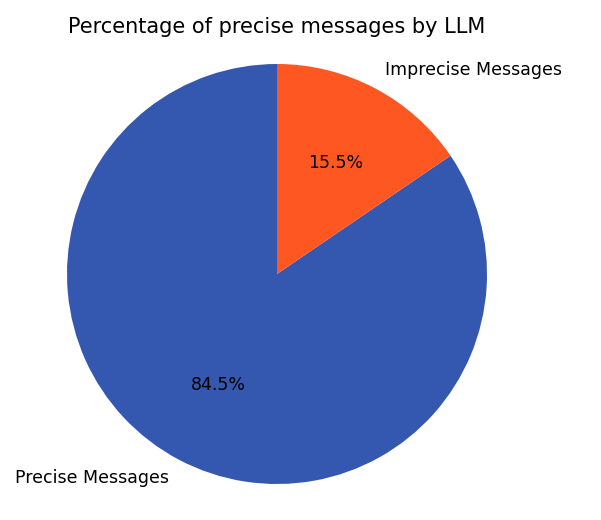 Percentage of precise messages by LLM
Imprecise Messages
15.5%
84.5%
Precise Messages